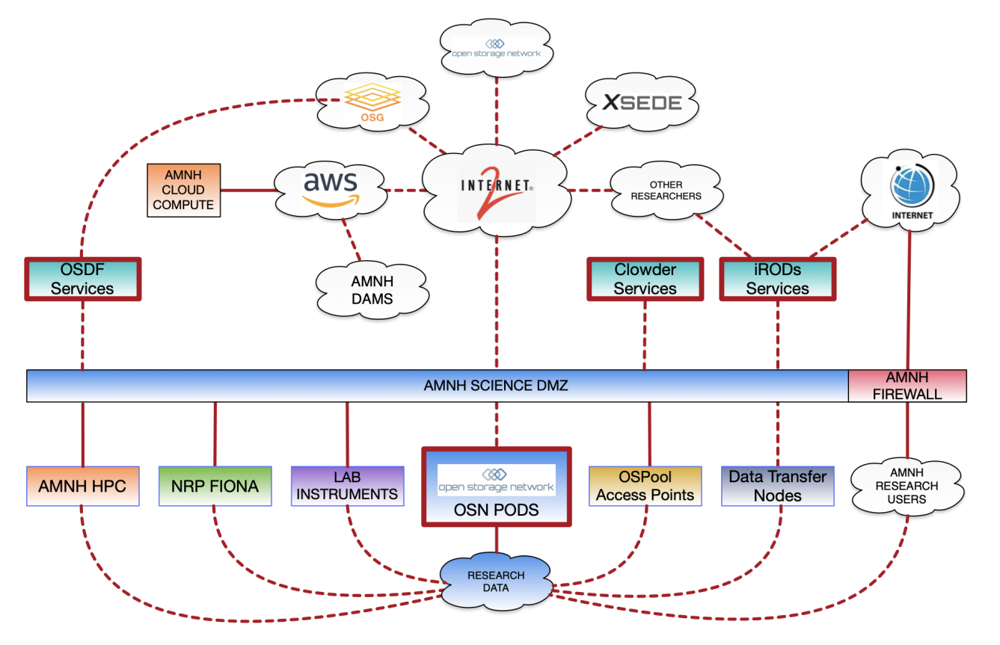 open storage network
OSG
XSEDE
AMNH
CLOUD
COMPUTE
aws
INTERNET
2
OTHER
RESEARCHERS
INTERNET
OSDF
Services
AMNH
DAMS
Clowder
Services
iRODs
Services
AMNH SCIENCE DMZ
AMNH
FIREWALL
AMNH HPC
NRP FIONA
LAB
INSTRUMENTS
open storage network
OSN PODS
OSPool
Access Points
Data Transfer
Nodes
AMNH
RESEARCH
USERS
RESEARCH
DATA